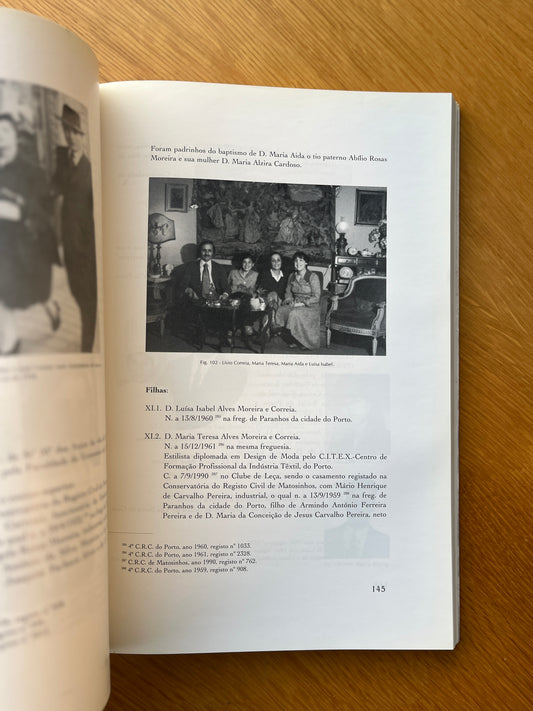 Foram padrinhos do baptismo de D. Maria Aida o tio paterno Abílio Rosas
Moreira e sua mulher D. Maria Alzira Cardoso.
Fig. 102 - Livio Correia, Maria Teresa, Maria Aida e Luísa Isabel.
Filhas:
XI.1. D. Luísa Isabel Alves Moreira e Correia.
N. a 13/8/1960 na freg. de Paranhos da cidade do Porto.
XI.2. D. Maria Teresa Alves Moreira e Correia.
N. a 15/12/1961 na mesma freguesia.
Estilista diplomada em Design de Moda pelo C.I.T.E.X.-Centro de
Formação Profissional da Indústria Têxtil, do Porto.
C. a 7/9/1990 no Clube de Leça, sendo o casamento registado na
Conservatória do Registo Civil de Matosinhos, com Mário Henrique
de Carvalho Pereira, industrial, o qual n. a 13/9/1959 na freg. de
Paranhos da cidade do Porto, filho de Armindo António Ferreira
Pereira e de D. Maria da Conceição de Jesus Carvalho Pereira, neto
4ª C.R.C. do Porto, ano 1960, registo nº 1033.
4ª C.R.C. do Porto, ano 1961, registo nº 2328.
C.R.C. de Matosinhos, ano 1990, registo nº 762.
4ª C.R.C. do Porto, ano 1959, registo nº 908.
145